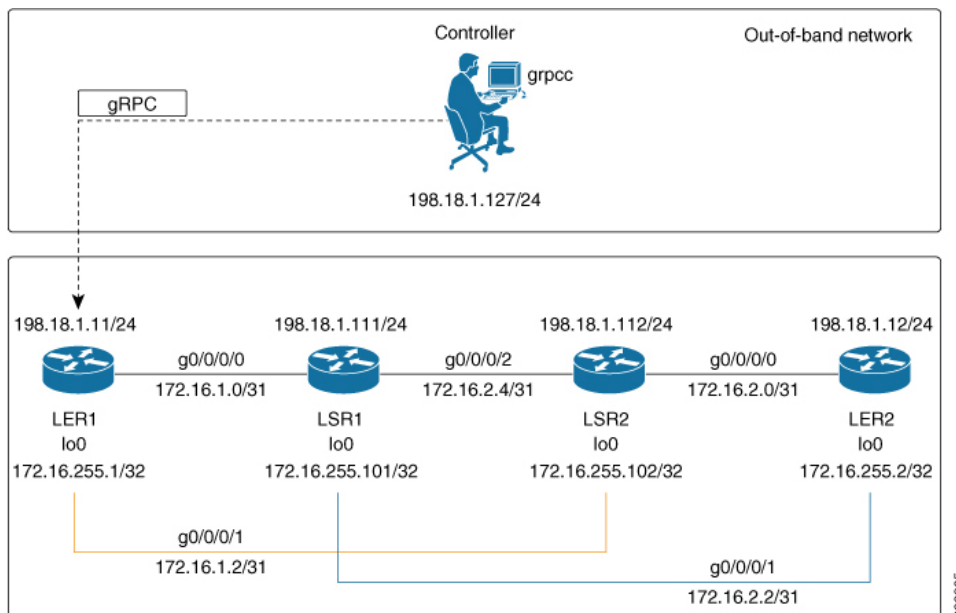 Controller
Out-of-band network
grpcc
gRPC
198.18.1.127/24
198.18.1.11/24
198.18.1.111/24
198.18.1.112/24
198.18.1.12/24
g0/0/0/0
g0/0/0/2
g0/0/0/0
172.16.1.0/31
172.16.2.4/31
172.16.2.0/31
LER1
LSR1
LSR2
LER2
lo0
lo0
lo0
lo0
172.16.255.1/32
172.16.255.101/32
172.16.255.102/32
172.16.255.2/32
g0/0/0/1
172.16.1.2/31
g0/0/0/1
172.16.2.2/31